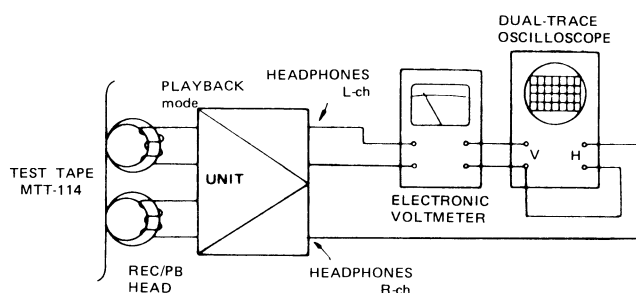 DUAL-TRACE
OSCILLOSCOPE
HEADPHONES
L-ch
PLAYBACK
mode
TEST TAPE
MTT-114
UNIT
V
H
ELECTRONIC
VOLTMETER
REC/PB
HEAD
HEADPHONES
R-ch